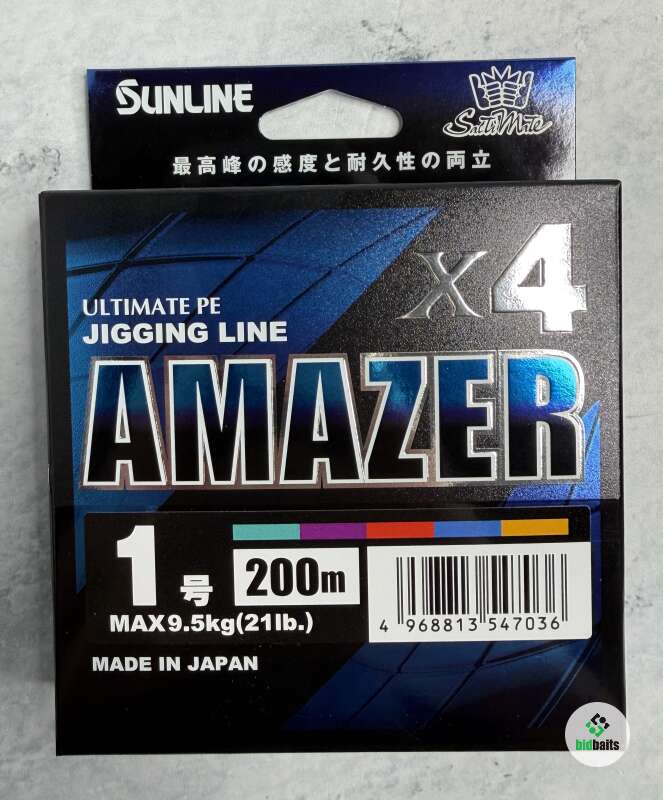 SUNLINE
SaltiMate
最高峰の感度と耐久性の両立
X4
ULTIMATE PE
JIGGING LINE
AMAZER
1号
200m
MAX9.5kg(21lb.)
4 968813 547036
MADE IN JAPAN
bidbaits